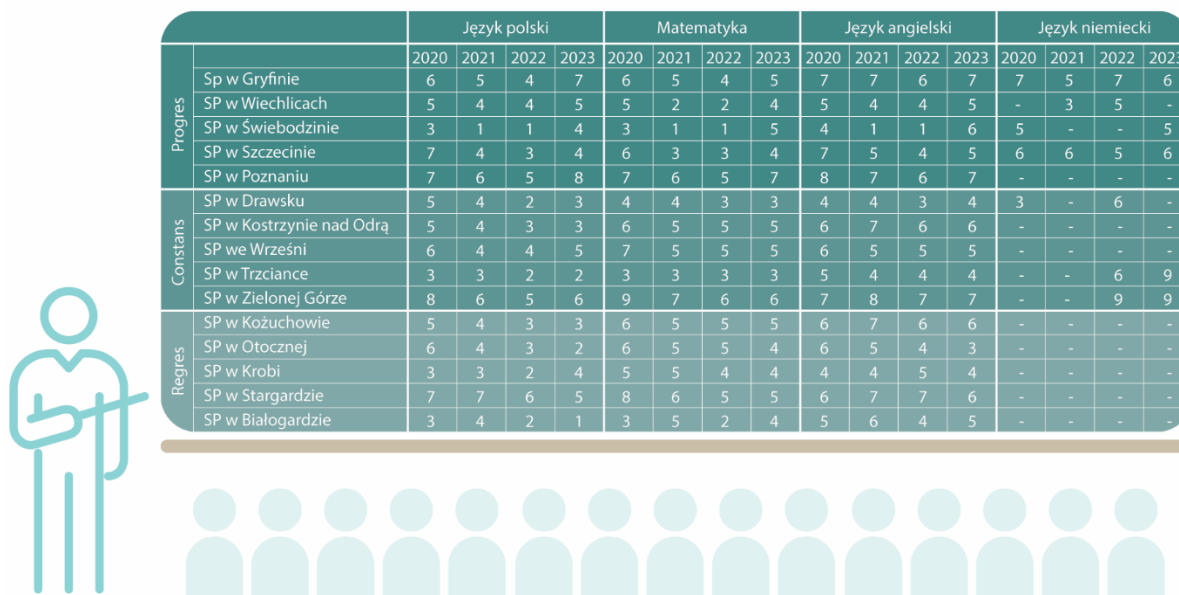 Język polski Matematyka Język angielski Język niemiecki
2020 2021 2022 2023 2020 2021 2022 2023 2020 2021 2022 2023 2020 2021 2022 2023
Progres
Sp w Gryfinie 6 5 4 7 6 5 4 5 7 7 6 7 7 5 7 6
SP w Wiechlicach 5 4 4 5 5 2 2 4 5 4 4 5 - 3 5 -
SP w Świebodzinie 3 1 1 4 3 1 1 5 4 1 1 6 5 - - 5
SP w Szczecinie 7 4 3 4 6 3 3 4 7 5 4 5 6 6 5 6
SP w Poznaniu 7 6 5 8 7 6 5 7 8 7 6 7 - - - -
Constans
SP w Drawsku 5 4 2 3 4 4 3 3 4 4 3 4 3 - 6 -
SP w Kostrzynie nad Odrą 5 4 3 3 6 5 5 5 6 7 6 6 - - - -
SP we Wrześni 6 4 4 5 7 5 5 5 6 5 5 5 - - - -
SP w Trzciance 3 3 2 2 3 3 3 3 5 4 4 4 - - 6 9
SP w Zielonej Górze 8 6 5 6 9 7 6 6 7 8 7 7 - - 9 9
Regres
SP w Kożuchowie 5 4 3 3 6 5 5 5 6 7 6 6 - - - -
SP w Otocznej 6 4 3 2 6 5 5 4 6 5 4 3 - - - -
SP w Krobi 3 3 2 4 5 5 4 4 4 4 5 4 - - - -
SP w Stargardzie 7 7 6 5 8 6 5 5 6 7 7 6 - - - -
SP w Białogardzie 3 4 2 1 3 5 2 4 5 6 4 5 - - - -